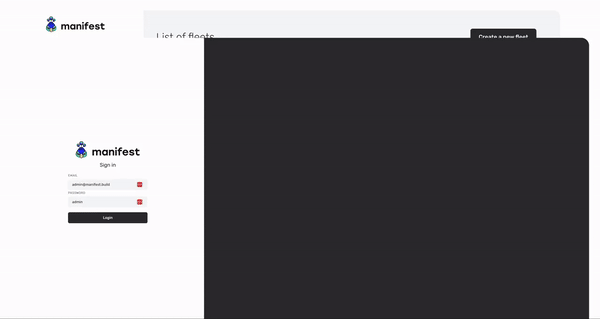 manifest
List of fleets
Create a new fleet
manifest
Sign in
EMAIL
admin@manifest.build
PASSWORD
admin
Login